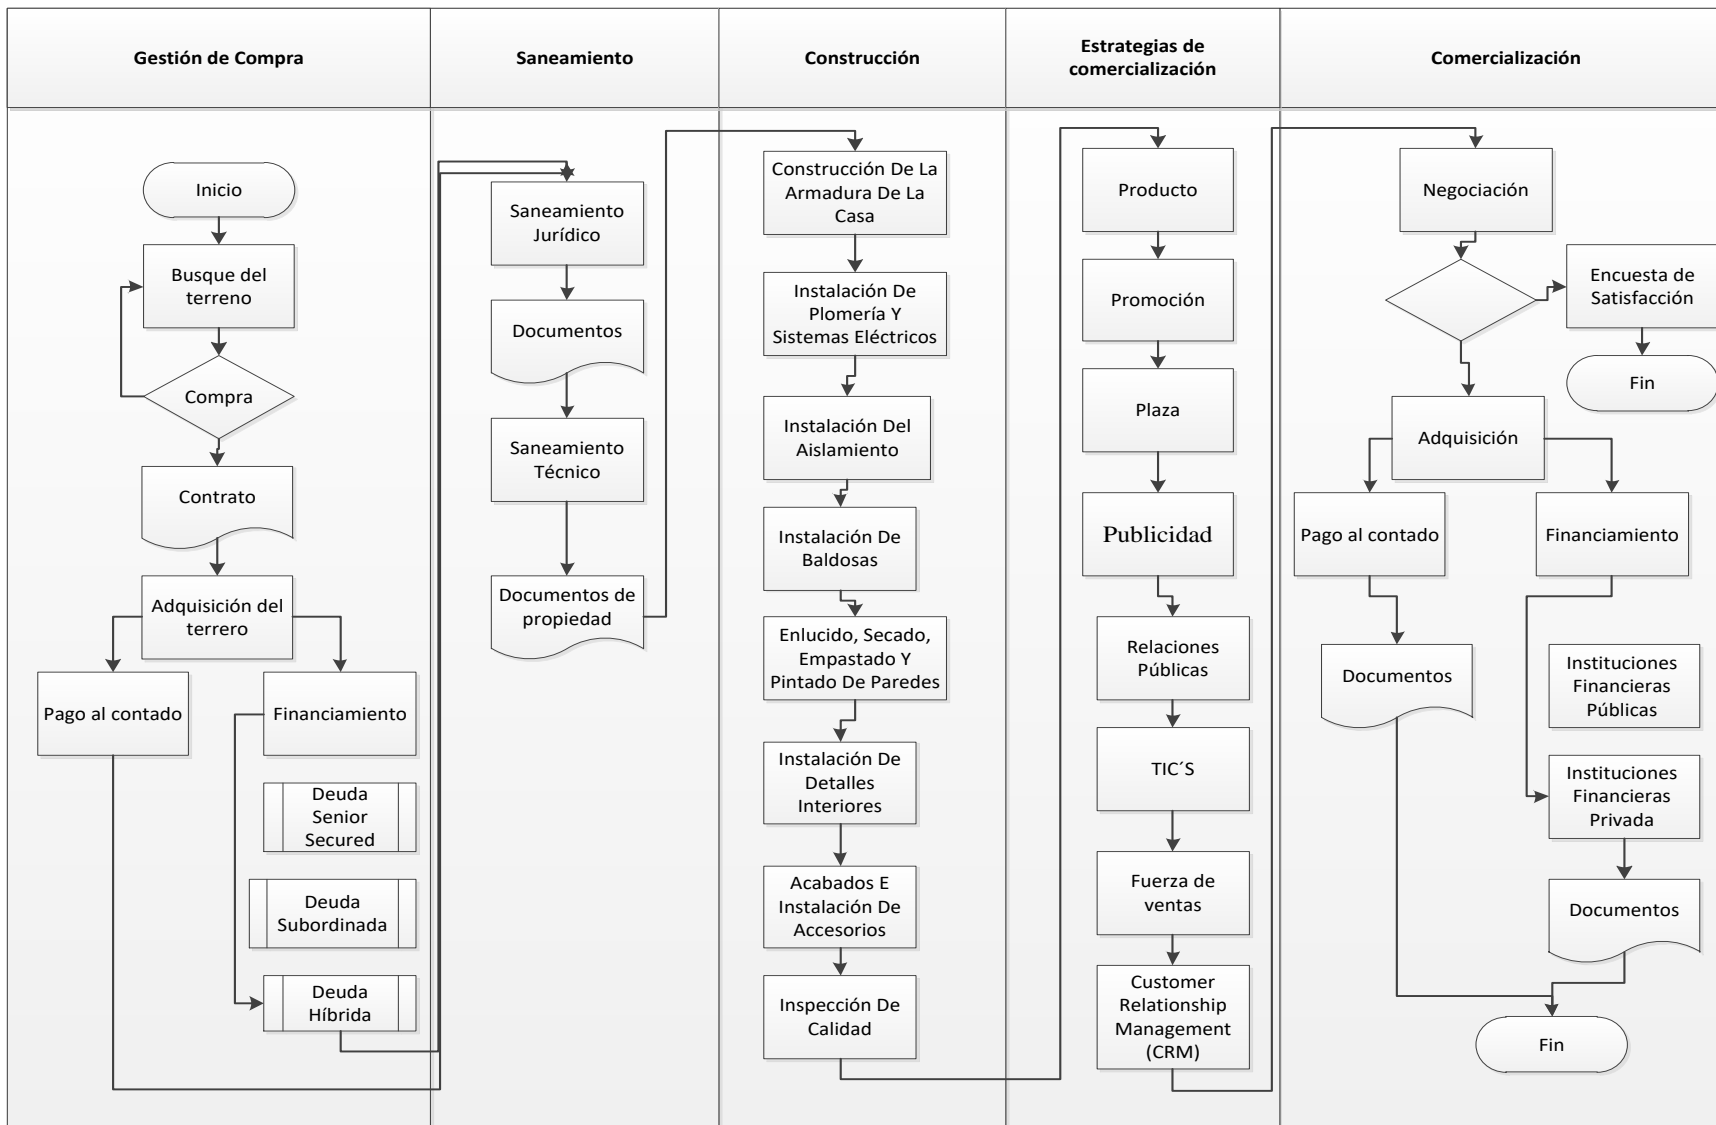 Gestión de Compra
Saneamiento
Construcción
Estrategias de
comercialización
Comercialización
Inicio
Busque del
terreno
Compra
Contrato
Adquisición del
terrero
Pago al contado
Financiamiento
Deuda
Senior
Secured
Deuda
Subordinada
Deuda
Híbrida
Saneamiento
Jurídico
Documentos
Saneamiento
Técnico
Documentos de
propiedad
Construcción De La
Armadura De La
Casa
Instalación De
Plomería Y
Sistemas Eléctricos
Instalación Del
Aislamiento
Instalación De
Baldosas
Enlucido, Secado,
Empastado Y
Pintado De Paredes
Instalación De
Detalles
Interiores
Acabados E
Instalación De
Accesorios
Inspección De
Calidad
Producto
Promoción
Plaza
Publicidad
Relaciones
Públicas
TIC´S
Fuerza de
ventas
Customer
Relationship
Management
(CRM)
Negociación
Encuesta de
Satisfacción
Fin
Adquisición
Pago al contado
Financiamiento
Documentos
Instituciones
Financieras
Públicas
Instituciones
Financieras
Privada
Documentos
Fin